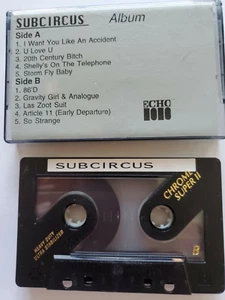 SUBCIRCUS Album
Side A
1. I Want You Like An Accident
2. U Love U
3. 20th Century Bitch
4. Shelly's On The Telephone
5. Storm Fly Baby
Side B
1. 86'D
2. Gravity Girl & Analogue
3. Las Zoot Suit
4. Article 11 (Early Departure)
5. So Strange
ECHO
SUBCIRCUS
CHROME
SUPER II
HEAVY DUTY
B